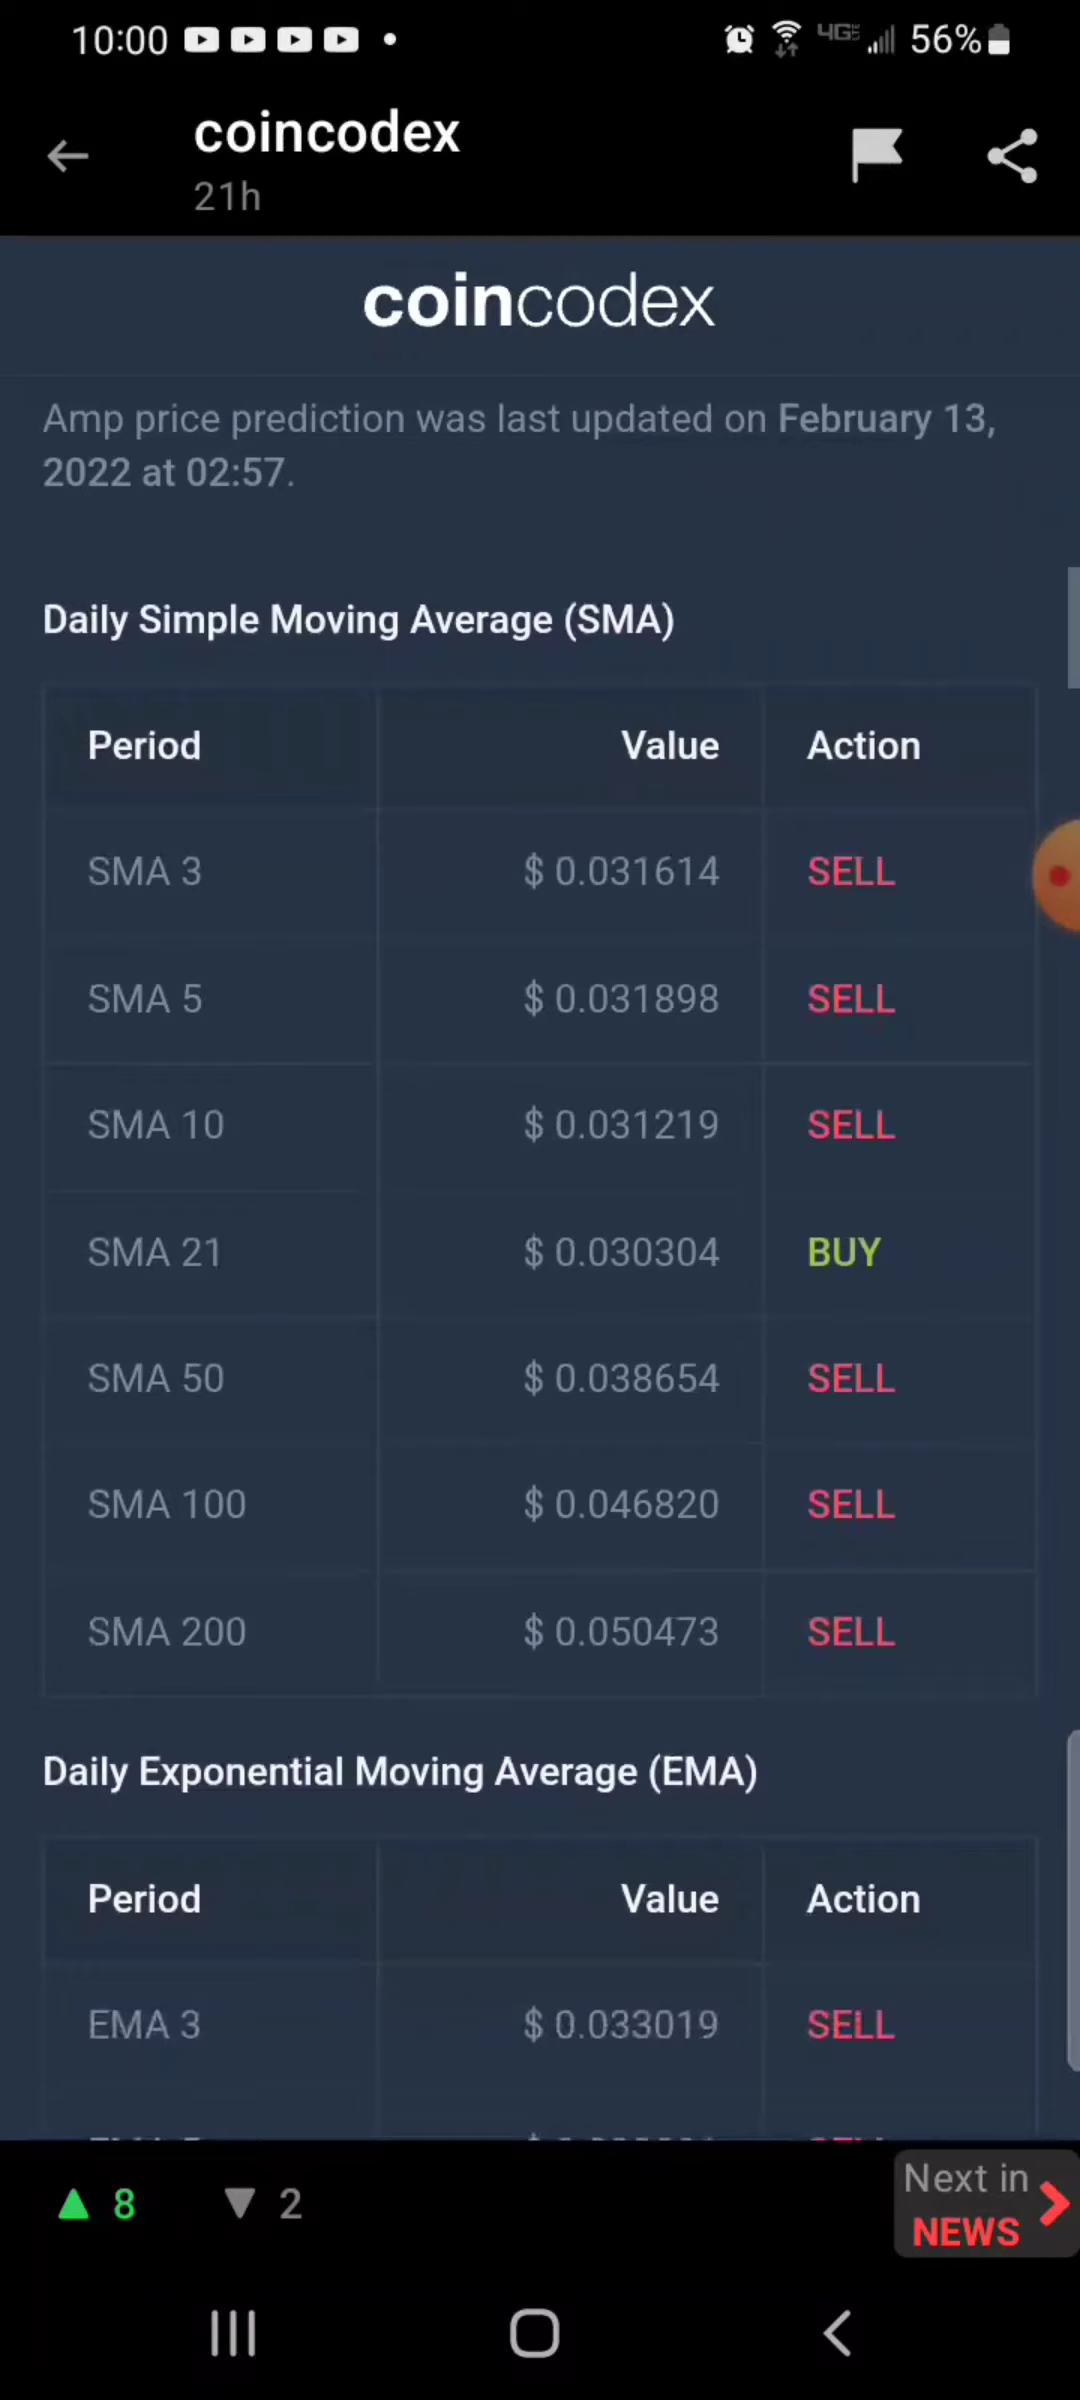 10:00
56%
coincodex
21h
coincodex
Amp price prediction was last updated on February 13,
2022 at 02:57.
Daily Simple Moving Average (SMA)
Period Value Action
SMA 3 $ 0.031614 SELL
SMA 5 $ 0.031898 SELL
SMA 10 $ 0.031219 SELL
SMA 21 $ 0.030304 BUY
SMA 50 $ 0.038654 SELL
SMA 100 $ 0.046820 SELL
SMA 200 $ 0.050473 SELL
Daily Exponential Moving Average (EMA)
Period Value Action
EMA 3 $ 0.033019 SELL
8 2
Next in
NEWS